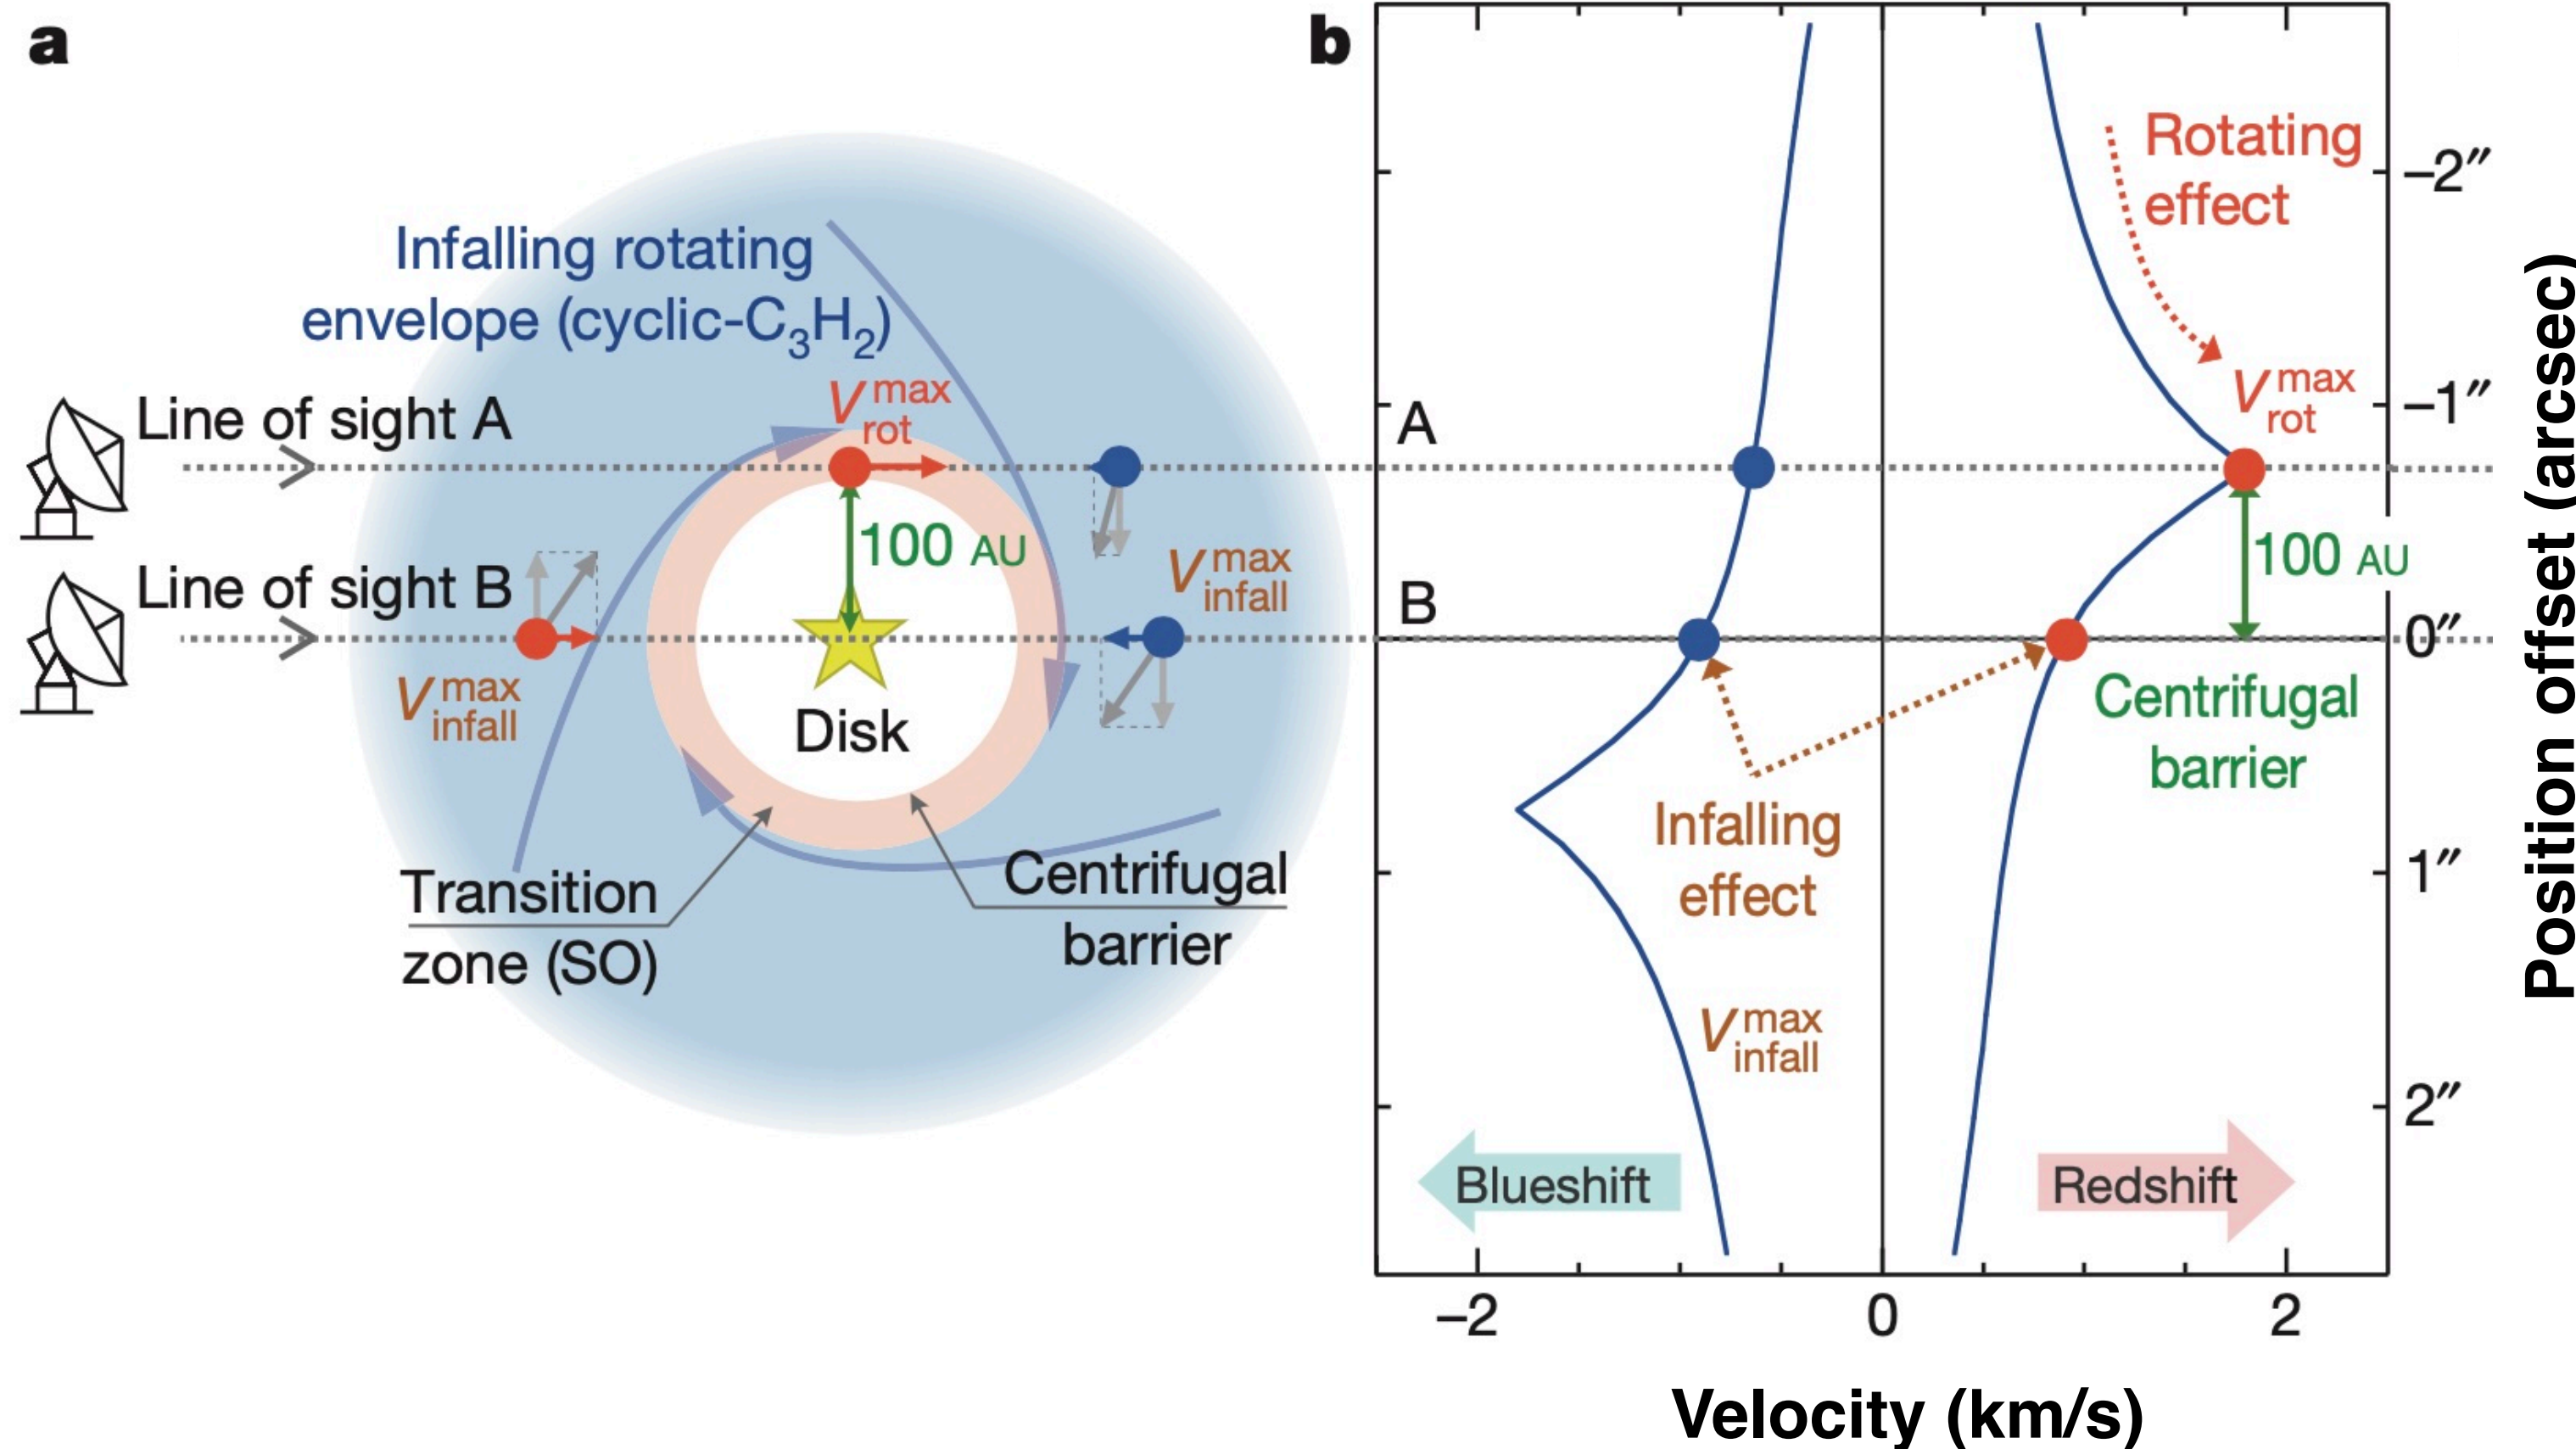 a
Infalling rotating
envelope (cyclic-C₃H₂)
Line of sight A
V rot max
100 AU
Line of sight B
V infall max
V infall max
Disk
Transition
zone (SO)
Centrifugal
barrier
b
Rotating
effect
V rot max
A
100 AU
B
Centrifugal
barrier
Infalling
effect
V infall max
Blueshift
Redshift
–2″
–1″
0″
1″
2″
Position offset (arcsec)
–2
0
2
Velocity (km/s)